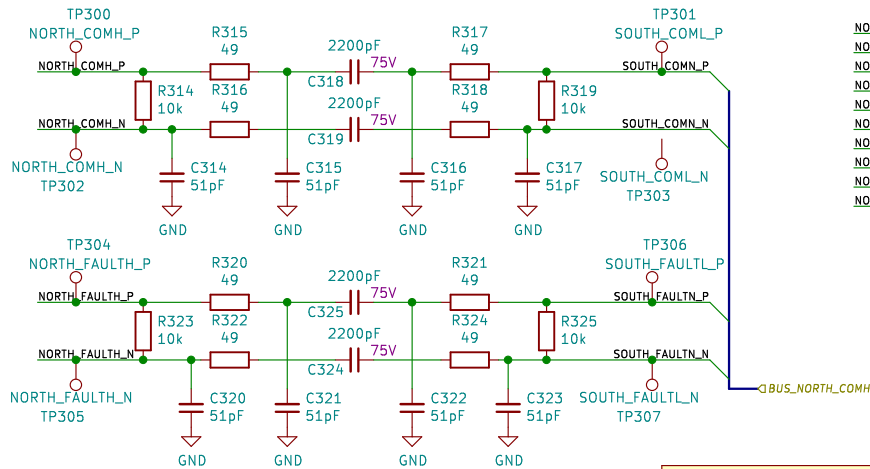 TP300
NORTH_COMH_P
R315
49
2200pF
R317
49
TP301
SOUTH_COML_P
NO
NO
NO
NO
NO
NO
NO
NO
NO
NO
NORTH_COMH_P
75V
C318
SOUTH_COMN_P
R314
10k
R316
49
2200pF
R318
49
R319
10k
NORTH_COMH_N
75V
C319
SOUTH_COMN_N
NORTH_COMH_N
TP302
C314
51pF
C315
51pF
C316
51pF
C317
51pF
SOUTH_COML_N
TP303
GND
GND
GND
GND
TP304
NORTH_FAULTH_P
R320
49
2200pF
R321
49
TP306
SOUTH_FAULTL_P
NORTH_FAULTH_P
75V
C325
SOUTH_FAULTN_P
R323
10k
R322
49
2200pF
R324
49
R325
10k
NORTH_FAULTH_N
75V
C324
SOUTH_FAULTN_N
NORTH_FAULTH_N
TP305
C320
51pF
C321
51pF
C322
51pF
C323
51pF
SOUTH_FAULTL_N
TP307
BUS_NORTH_COMH
GND
GND
GND
GND